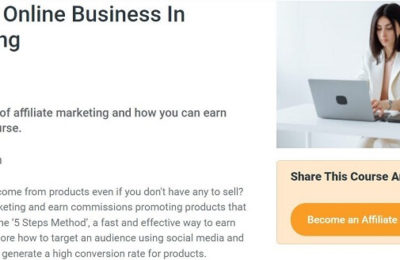 Online Business In
ng
of affiliate marketing and how you can earn
urse.
come from products even if you don't have any to sell?
keting and earn commissions promoting products that
he '5 Steps Method', a fast and effective way to earn
ore how to target an audience using social media and
generate a high conversion rate for products.
Share This Course A
Become an Affiliate